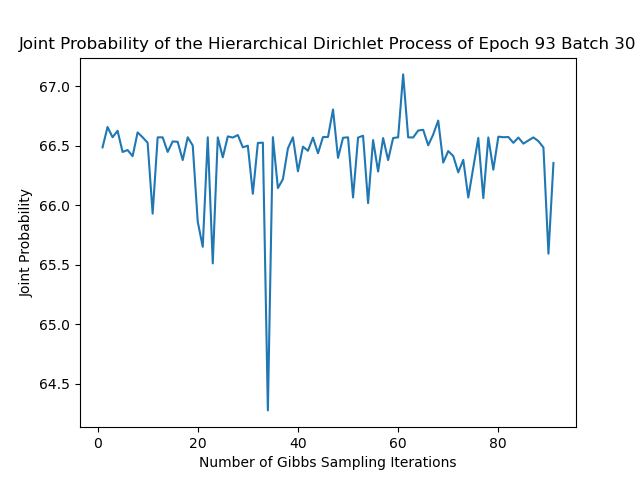 Joint Probability of the Hierarchical Dirichlet Process of Epoch 93 Batch 30
67.0
66.5
66.0
65.5
65.0
64.5
Joint Probability
0 20 40 60 80
Number of Gibbs Sampling Iterations